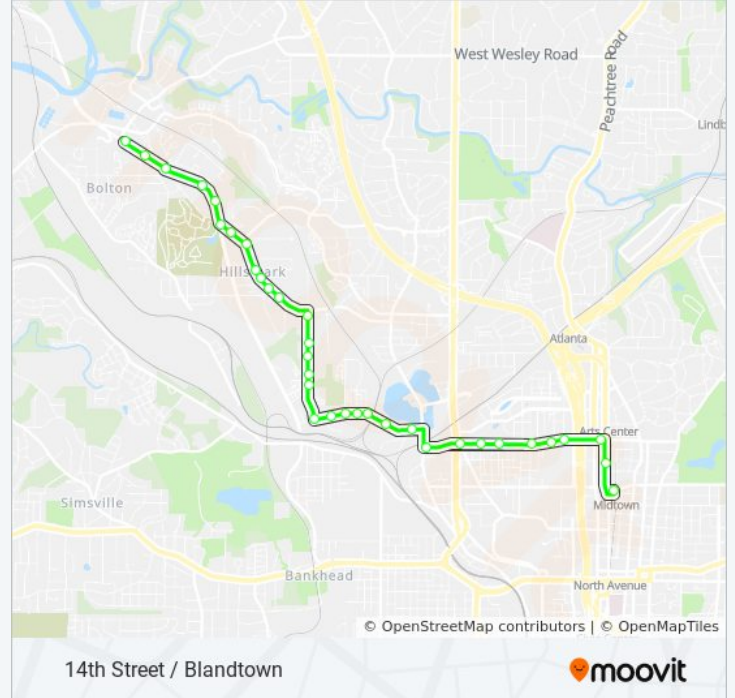 West Wesley Road
Peachtree Road
Lindb
Bolton
Hills Park
Atlanta
Arts Center
Simsville
Midtown
Bankhead
North Avenue
© OpenStreetMap contributors | © OpenMapTiles
14th Street / Blandtown
moovit